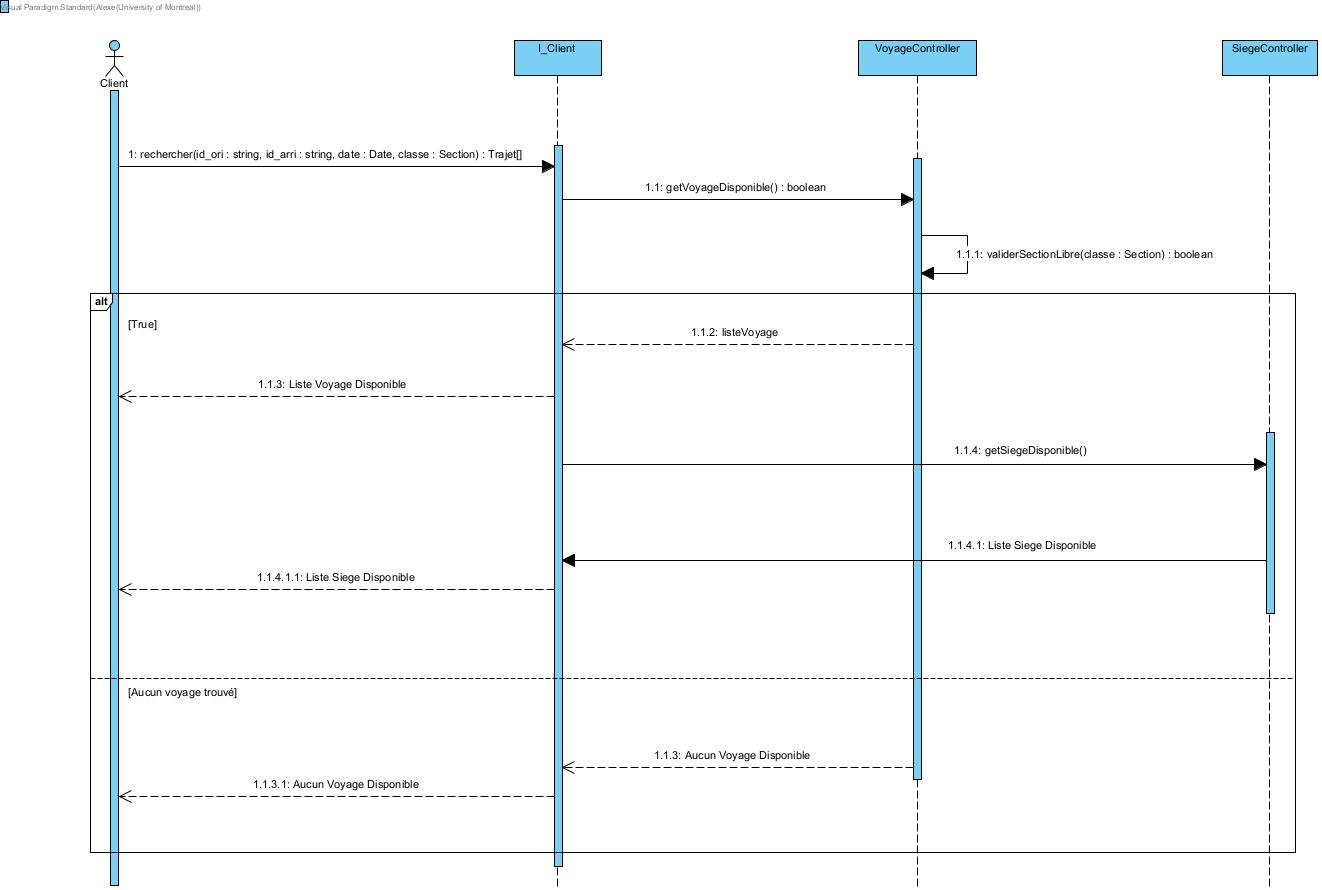 Visual Paradigm Standard(Alexe(University of Montreal))
Client
I_Client
VoyageController
SiegeController
1: rechercher(id_ori : string, id_arri : string, date : Date, classe : Section) : Trajet[]
1.1: getVoyageDisponible() : boolean
1.1.1: validerSectionLibre(classe : Section) : boolean
alt
[True]
1.1.2: listeVoyage
1.1.3: Liste Voyage Disponible
1.1.4: getSiegeDisponible()
1.1.4.1: Liste Siege Disponible
1.1.4.1.1: Liste Siege Disponible
[Aucun voyage trouvé]
1.1.3: Aucun Voyage Disponible
1.1.3.1: Aucun Voyage Disponible